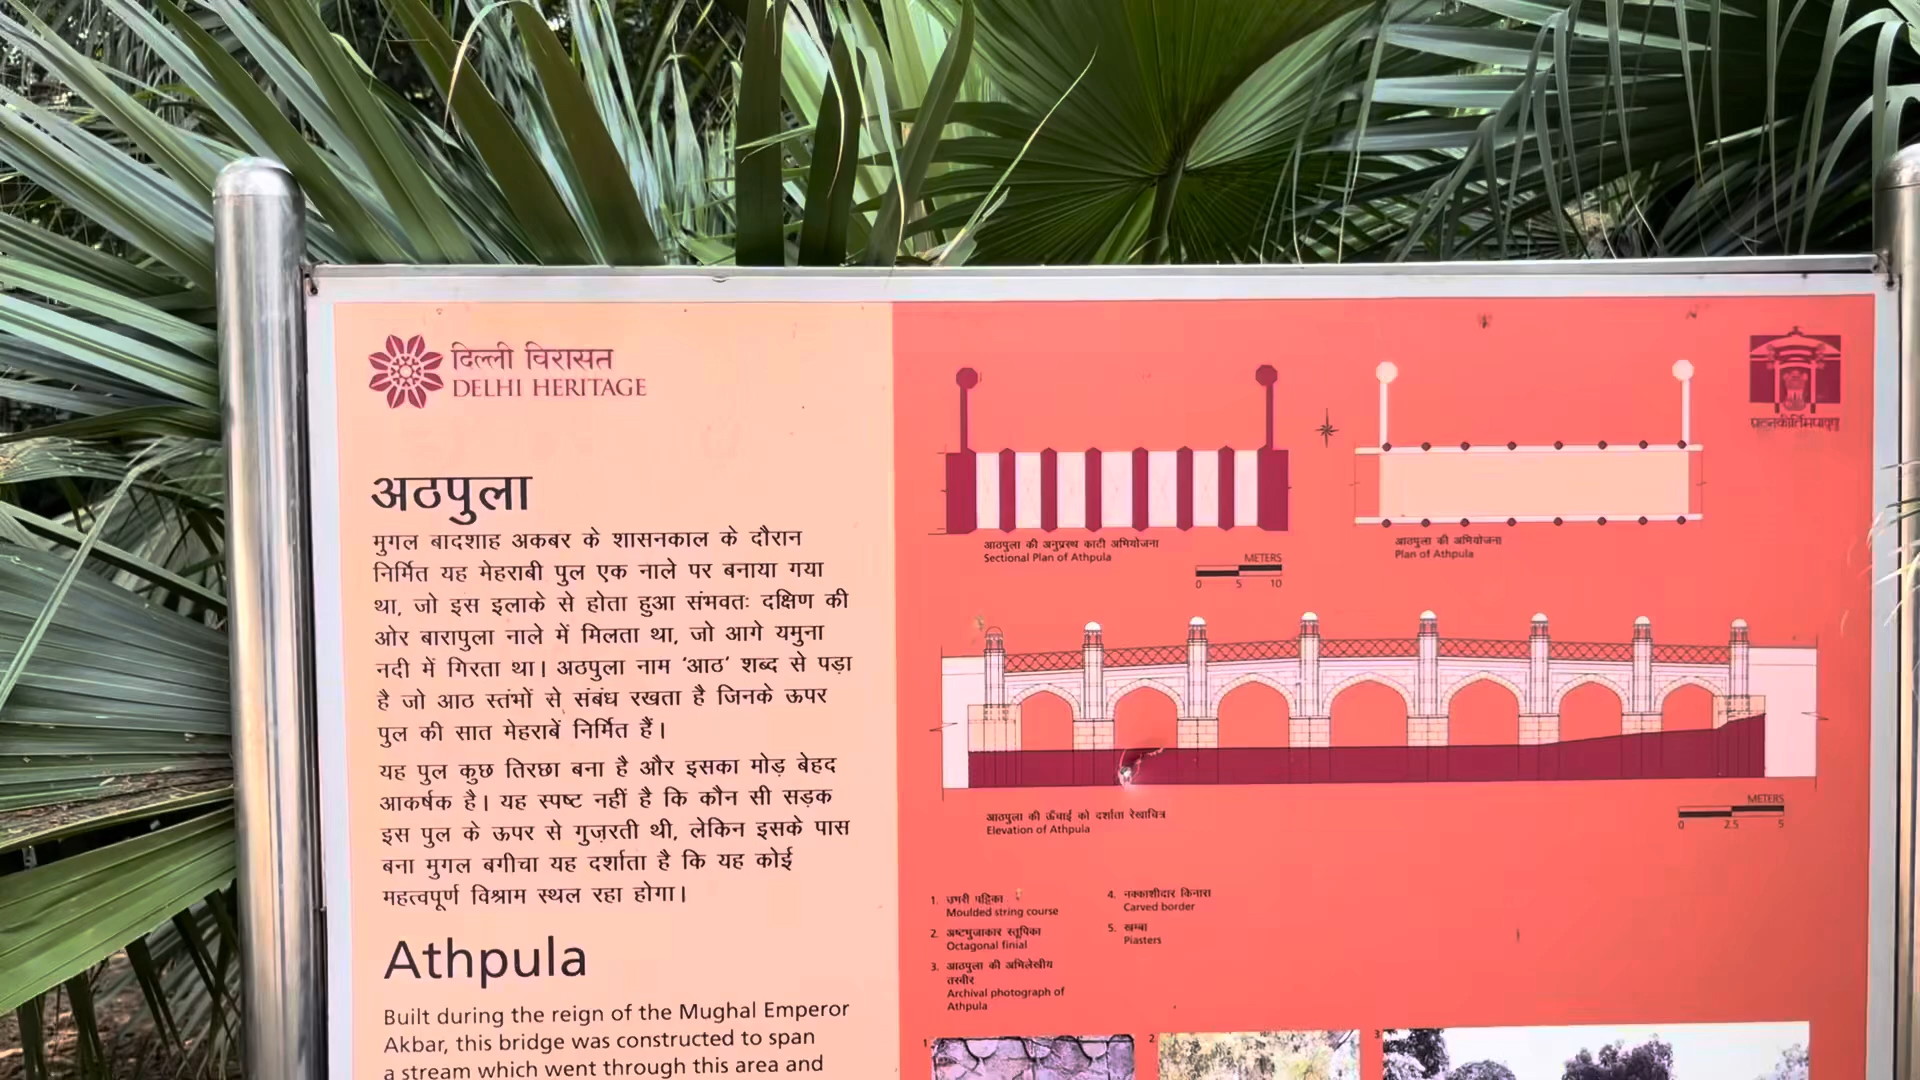 दिल्ली विरासत
DELHI HERITAGE
अठपुला
मुगल बादशाह अकबर के शासनकाल के दौरान
निर्मित यह मेहराबी पुल एक नाले पर बनाया गया
था, जो इस इलाके से होता हुआ संभवतः दक्षिण की
ओर बारापुला नाले में मिलता था, जो आगे यमुना
नदी में गिरता था। अठपुला नाम 'आठ' शब्द से पड़ा
है जो आठ स्तंभों से संबंध रखता है जिनके ऊपर
पुल की सात मेहराबें निर्मित हैं।
यह पुल कुछ तिरछा बना है और इसका मोड़ बेहद
आकर्षक है। यह स्पष्ट नहीं है कि कौन सी सड़क
इस पुल के ऊपर से गुज़रती थी, लेकिन इसके पास
बना मुगल बगीचा यह दर्शाता है कि यह कोई
महत्वपूर्ण विश्राम स्थल रहा होगा।
Athpula
Built during the reign of the Mughal Emperor
Akbar, this bridge was constructed to span
a stream which went through this area and
आठपुला की अनुप्रस्थ काटी अभियोजना
Sectional Plan of Athpula
METERS
0 5 10
आठपुला की अभियोजना
Plan of Athpula
आठपुला की ऊँचाई को दर्शाता रेखाचित्र
Elevation of Athpula
METERS
0 2.5 5
1. उभरी पट्टिका
Moulded string course
2. अष्टभुजाकार स्तूपिका
Octagonal finial
3. आठपुला की अभिलेखीय
तस्वीर
Archival photograph of
Athpula
4. नक्काशीदार किनारा
Carved border
5. खम्बा
Piasters
1
2
3